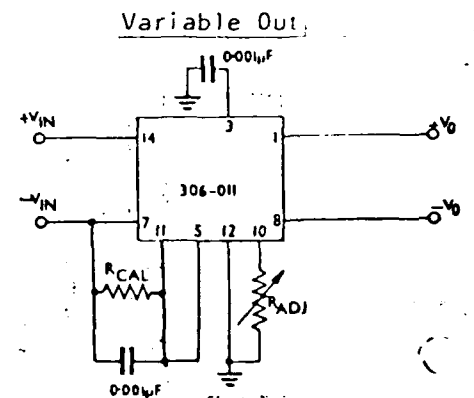 Variable Out
0·001µF
+VIN
3
+V0
14
1
306-011
−VIN
−V0
7
8
11 5 12 10
RCAL
RADJ
0·001µF